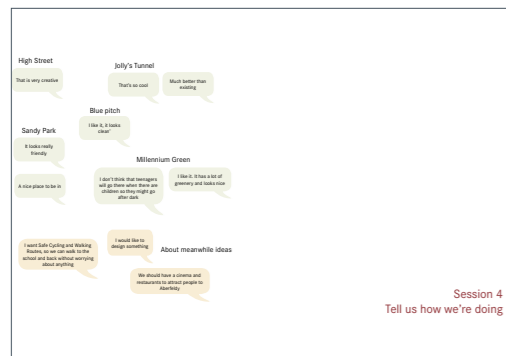 High Street
That is very creative
Jolly's Tunnel
That's so cool
Much better than
existing
Blue pitch
I like it, it looks
clear'
Sandy Park
It looks really
friendly
A nice place to be in
Millennium Green
I don't think that teenagers
will go there when there are
children so they might go
after dark
I like it. It has a lot of
greenery and looks nice
I want Safe Cycling and Walking
Routes, so we can walk to the
school and back without worrying
about anything
I would like to
design something
About meanwhile ideas
We should have a cinema and
restaurants to attract people to
Aberfeldy
Session 4
Tell us how we're doing